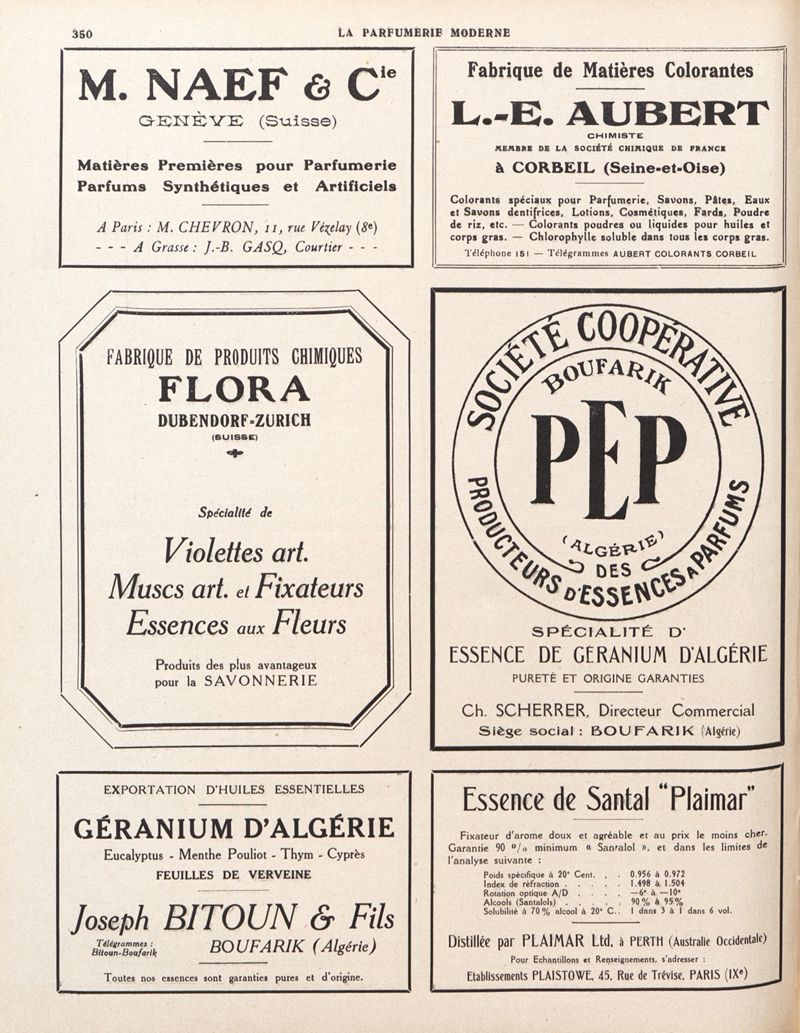 350
LA PARFUMERIE MODERNE
M. NAEF & Cie
GENÈVE (Suisse)
Matières Premières pour Parfumerie
Parfums Synthétiques et Artificiels
A Paris : M. CHEVRON, 11, rue Vézelay (8e)
- - - A Grasse : J.-B. GASQ, Courtier - - -
Fabrique de Matières Colorantes
L.-E. AUBERT
CHIMISTE
MEMBRE DE LA SOCIÉTÉ CHIMIQUE DE FRANCE
à CORBEIL (Seine-et-Oise)
Colorants spéciaux pour Parfumerie, Savons, Pâtes, Eaux
et Savons dentifrices, Lotions, Cosmétiques, Fards, Poudre
de riz, etc. — Colorants poudres ou liquides pour huiles et
corps gras. — Chlorophylle soluble dans tous les corps gras.
Téléphone 151 — Télégrammes AUBERT COLORANTS CORBEIL
FABRIQUE DE PRODUITS CHIMIQUES
FLORA
DUBENDORF-ZURICH
(SUISSE)
Spécialité de
Violettes art.
Muscs art. et Fixateurs
Essences aux Fleurs
Produits des plus avantageux
pour la SAVONNERIE
SOCIÉTÉ COOPÉRATIVE
BOUFARIK
PEP
(ALGÉRIE)
DES
PRODUCTEURS D'ESSENCES A PARFUMS
SPÉCIALITÉ D'
ESSENCE DE GÉRANIUM D'ALGÉRIE
PURETÉ ET ORIGINE GARANTIES
Ch. SCHERRER, Directeur Commercial
Siège social : BOUFARIK (Algérie)
EXPORTATION D'HUILES ESSENTIELLES
GÉRANIUM D'ALGÉRIE
Eucalyptus - Menthe Pouliot - Thym - Cyprès
FEUILLES DE VERVEINE
Joseph BITOUN & Fils
Télégrammes :
Bitoun-Boufarik
BOUFARIK (Algérie)
Toutes nos essences sont garanties pures et d'origine.
Essence de Santal "Plaimar"
Fixateur d'arome doux et agréable et au prix le moins cher.
Garantie 90 % minimum « Santalol », et dans les limites de
l'analyse suivante :
Poids spécifique à 20° Cent. . . 0.956 à 0.972
Index de réfraction . . . . . 1.498 à 1.504
Rotation optique A/D . . . . —6° à —10°
Alcools (Santalols) . . . . . 90 % à 95 %
Solubilité à 70 % alcool à 20° C. . 1 dans 3 à 1 dans 6 vol.
Distillée par PLAIMAR Ltd, à PERTH (Australie Occidentale)
Pour Echantillons et Renseignements, s'adresser :
Etablissements PLAISTOWE, 45, Rue de Trévise, PARIS (IXe)